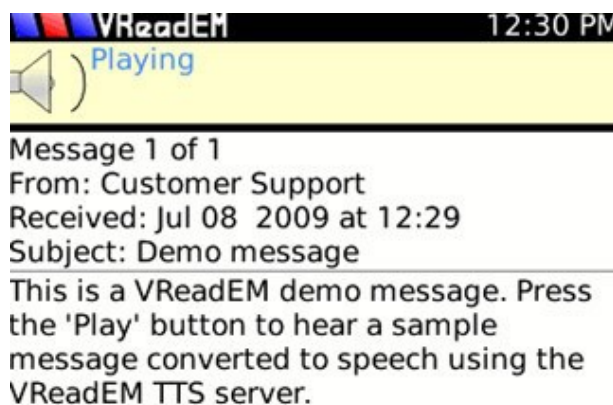 VReadEM 12:30 PM
Playing
Message 1 of 1
From: Customer Support
Received: Jul 08 2009 at 12:29
Subject: Demo message
This is a VReadEM demo message. Press
the 'Play' button to hear a sample
message converted to speech using the
VReadEM TTS server.